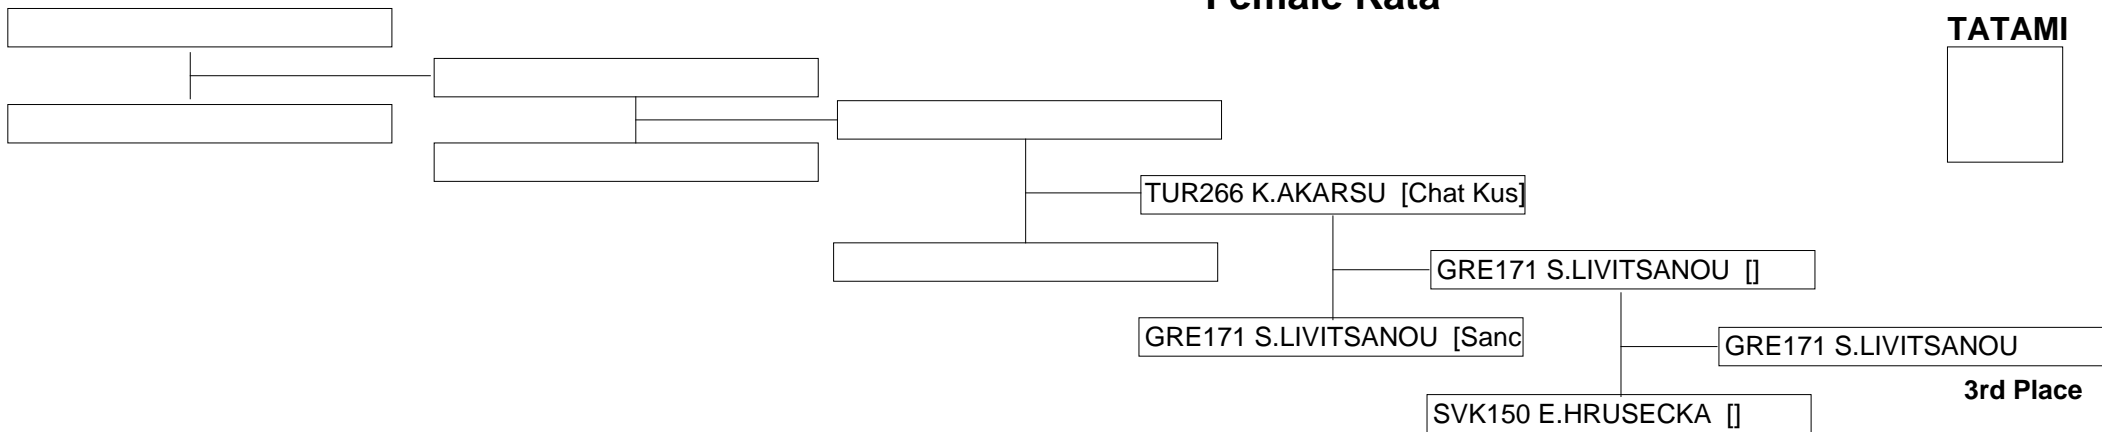 Female Kata
TATAMI
TUR266 K.AKARSU [Chat Kus]
GRE171 S.LIVITSANOU []
GRE171 S.LIVITSANOU [Sanc
GRE171 S.LIVITSANOU
3rd Place
SVK150 E.HRUSECKA []